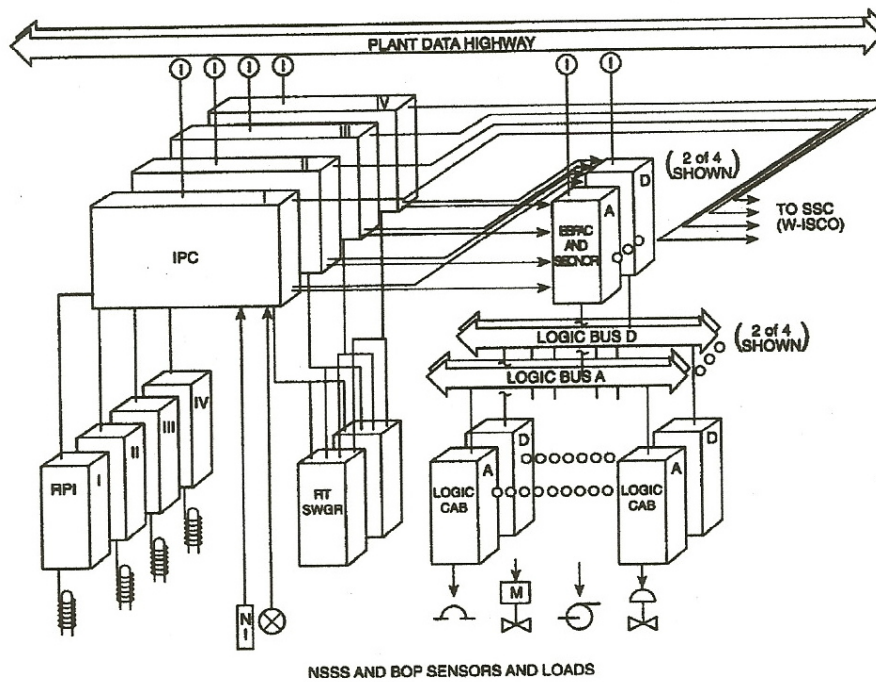 PLANT DATA HIGHWAY
I
I
I
I
I
I
IV
III
II
I
IPC
A
D
(2 of 4
SHOWN)
TO SSC
(W-ISCO)
AND
LOGIC BUS D
(2 of 4
SHOWN)
LOGIC BUS A
RPI
I
II
III
IV
RT
SWGR
A
D
LOGIC
CAB
A
D
LOGIC
CAB
N
I
M
NSSS AND BOP SENSORS AND LOADS